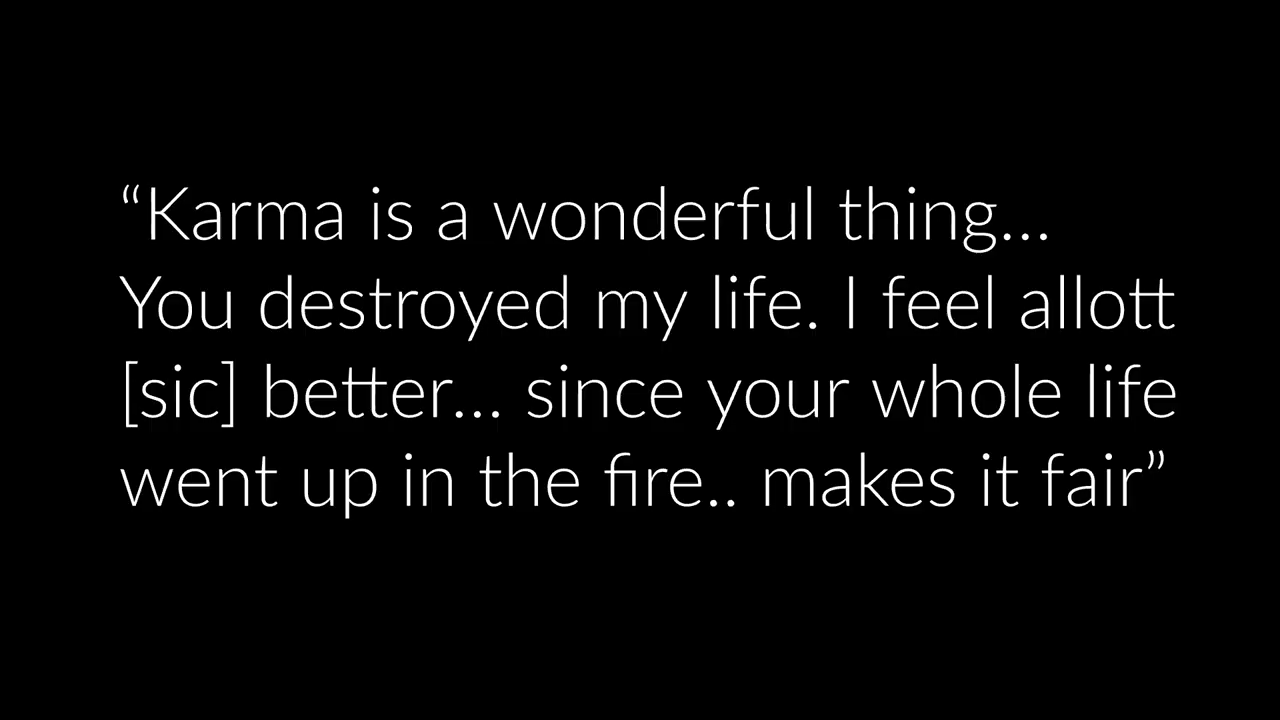 “Karma is a wonderful thing...
You destroyed my life. I feel allott
[sic] better... since your whole life
went up in the fire.. makes it fair”